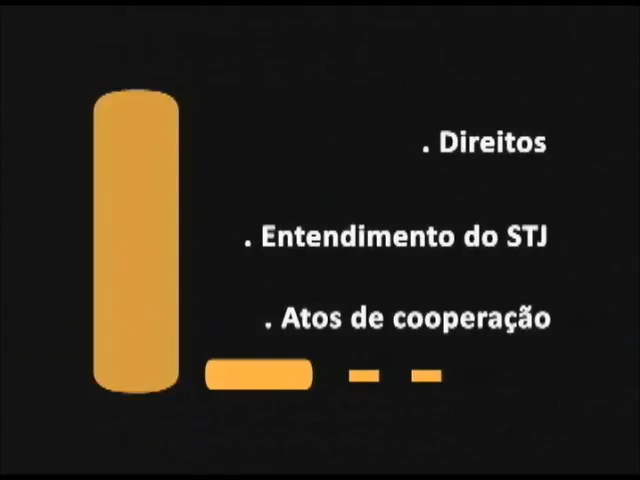 . Direitos
. Entendimento do STJ
. Atos de cooperação